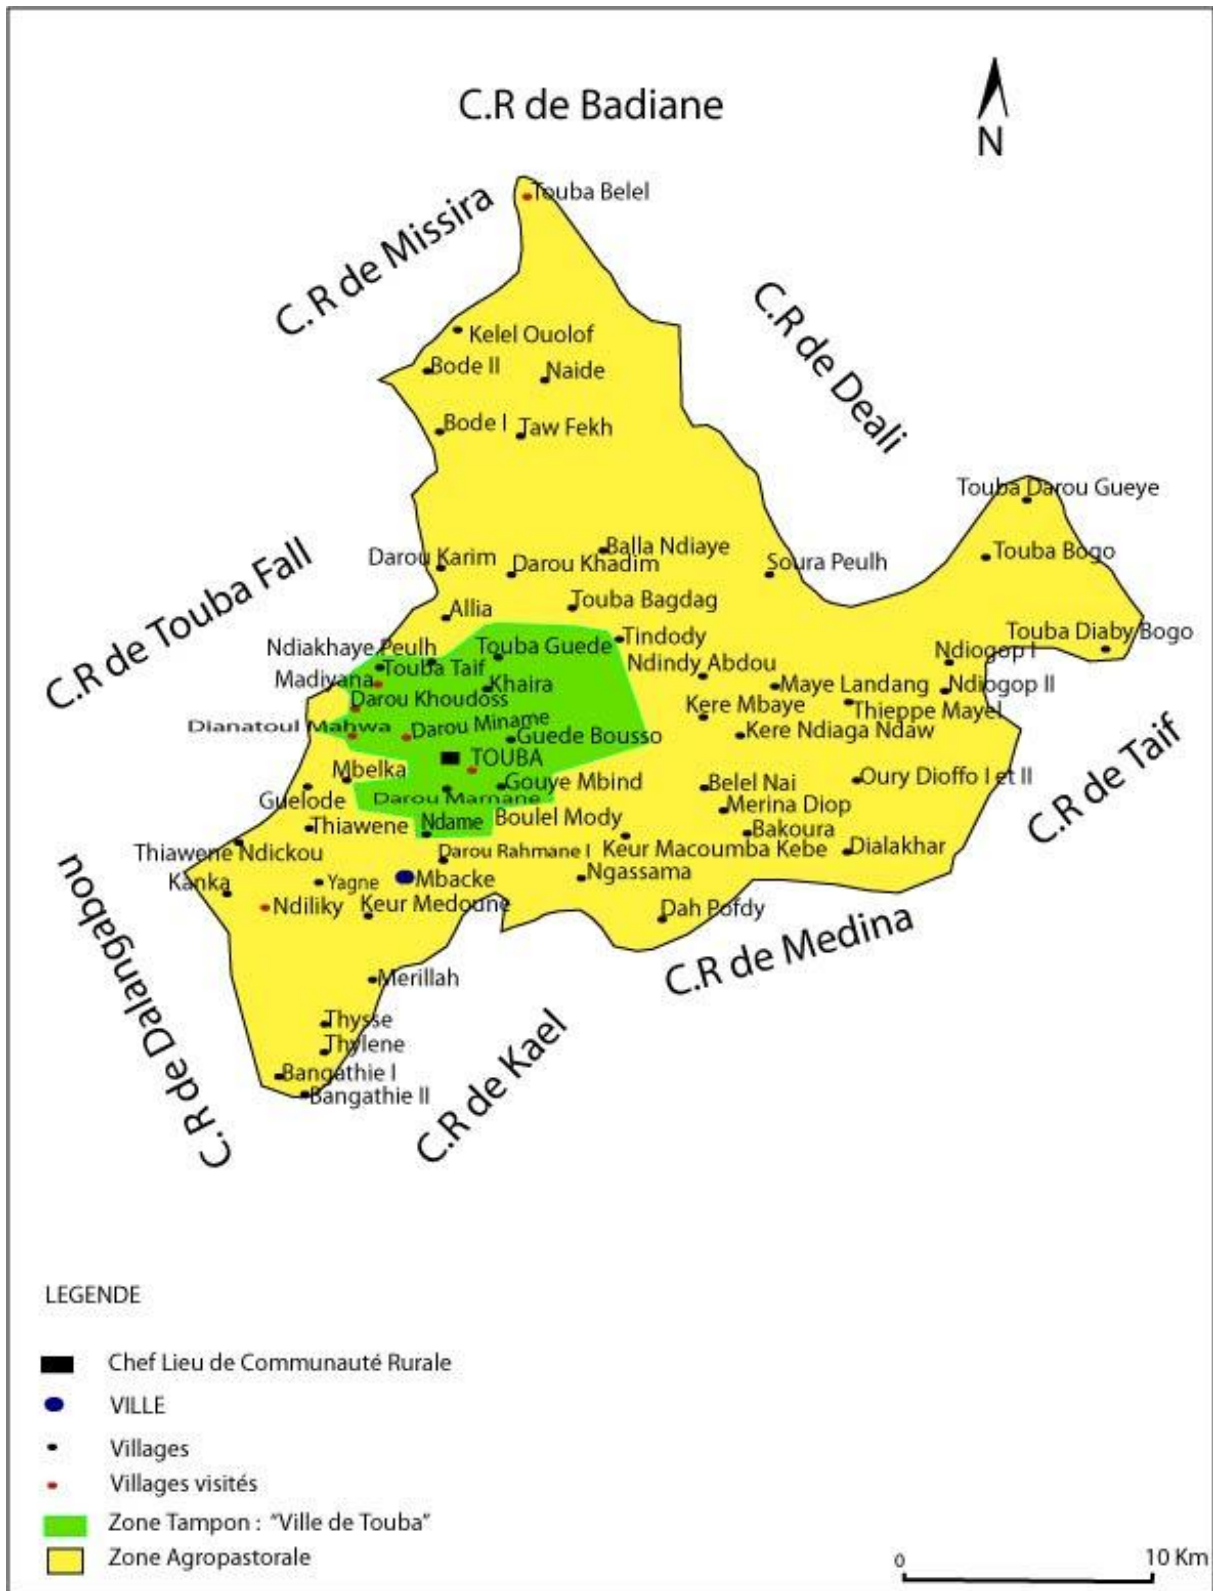 C.R de Badiane
N
Touba Belel
C.R de Missira
C.R de Deali
Kelel Ouolof
Bode II
Naide
Bode I
Taw Fekh
Touba Darou Gueye
Balla Ndiaye
Touba Bogo
Darou Karim
Darou Khadim
Soura Peulh
C.R de Touba Fall
Allia
Touba Bagdag
Touba Diaby Bogo
Tindody
Ndiakhaye Peulh
Touba Guede
Ndiogop I
Touba Taif
Ndindy Abdou
Madiyana
Khaira
Maye Landang
Ndiogop II
Darou Khoudoss
Kere Mbaye
Thieppe Mayel
Dianatoul Mahwa
Darou Miname
Guede Bousso
Kere Ndiaga Ndaw
C.R de Taif
TOUBA
Mbelka
Gouye Mbind
Belel Nai
Oury Dioffo I et II
Guelode
Darou Marnane
Merina Diop
Thiawene
Ndame
Boulel Mody
Bakoura
Thiawene Ndickou
Darou Rahmane I
Keur Macoumba Kebe
Dialakhar
Kanka
Yagne
Mbacke
Ngassama
Ndiliky
Keur Medoune
Dah Pofdy
C.R de Medina
C.R de Dalangabou
Merillah
Thysse
Thylene
Bangathie I
Bangathie II
C.R de Kael
LEGENDE
Chef Lieu de Communauté Rurale
VILLE
Villages
Villages visités
Zone Tampon : "Ville de Touba"
Zone Agropastorale
0 10 Km